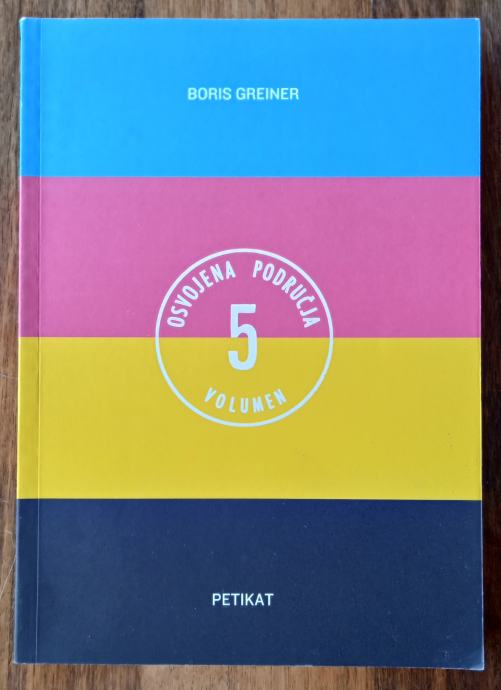 BORIS GREINER
OSVOJENA PODRUČJA
5
VOLUMEN
PETIKAT